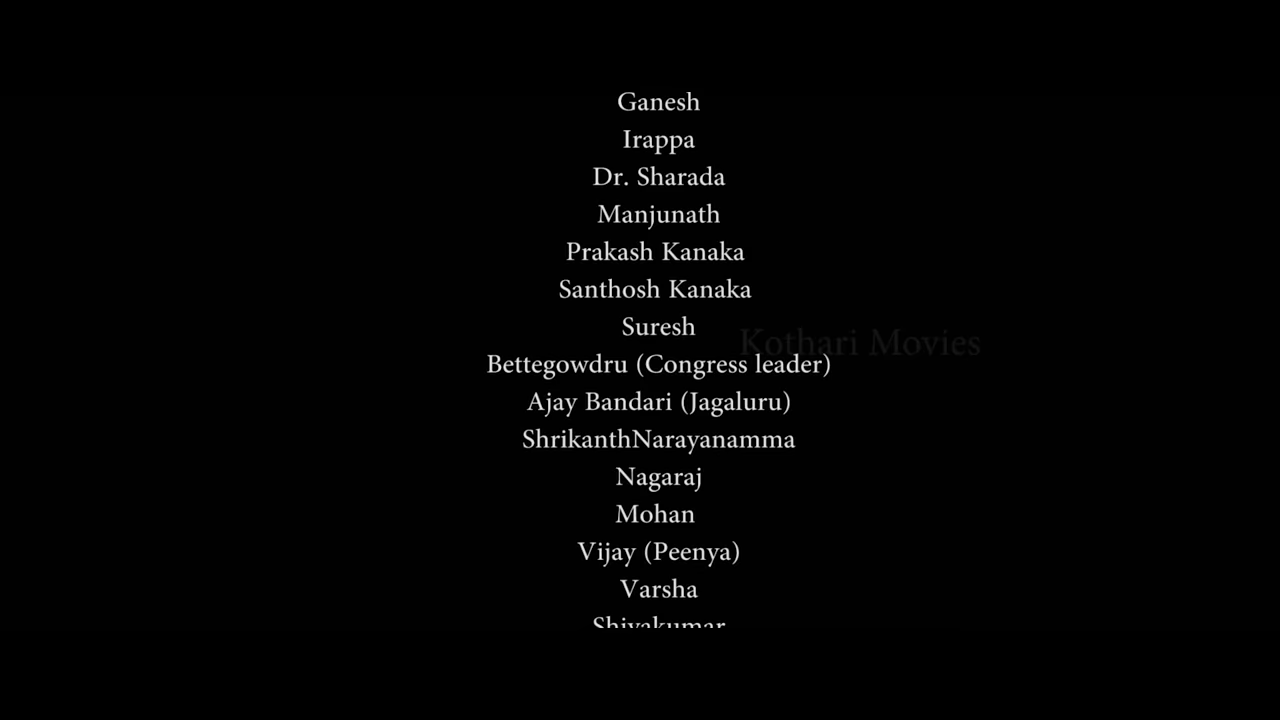 Ganesh
Irappa
Dr. Sharada
Manjunath
Prakash Kanaka
Santhosh Kanaka
Suresh
Kothari Movies
Bettegowdru (Congress leader)
Ajay Bandari (Jagaluru)
ShrikanthNarayanamma
Nagaraj
Mohan
Vijay (Peenya)
Varsha
Shivakumar